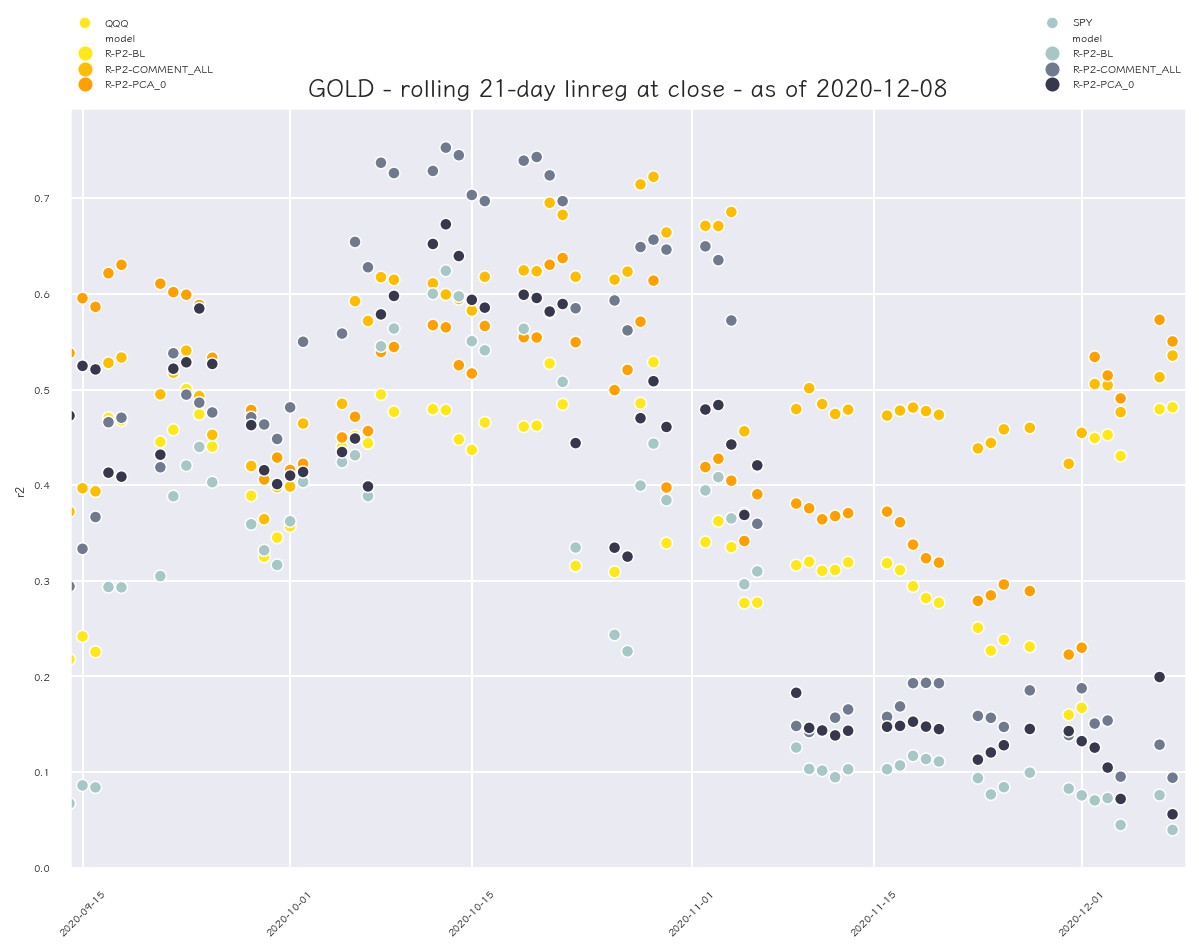 QQQ
model
R-P2-BL
R-P2-COMMENT_ALL
R-P2-PCA_0
SPY
model
R-P2-BL
R-P2-COMMENT_ALL
R-P2-PCA_0
GOLD - rolling 21-day linreg at close - as of 2020-12-08
0.7
0.6
0.5
0.4
0.3
0.2
0.1
0.0
r2
2020-09-15
2020-10-01
2020-10-15
2020-11-01
2020-11-15
2020-12-01